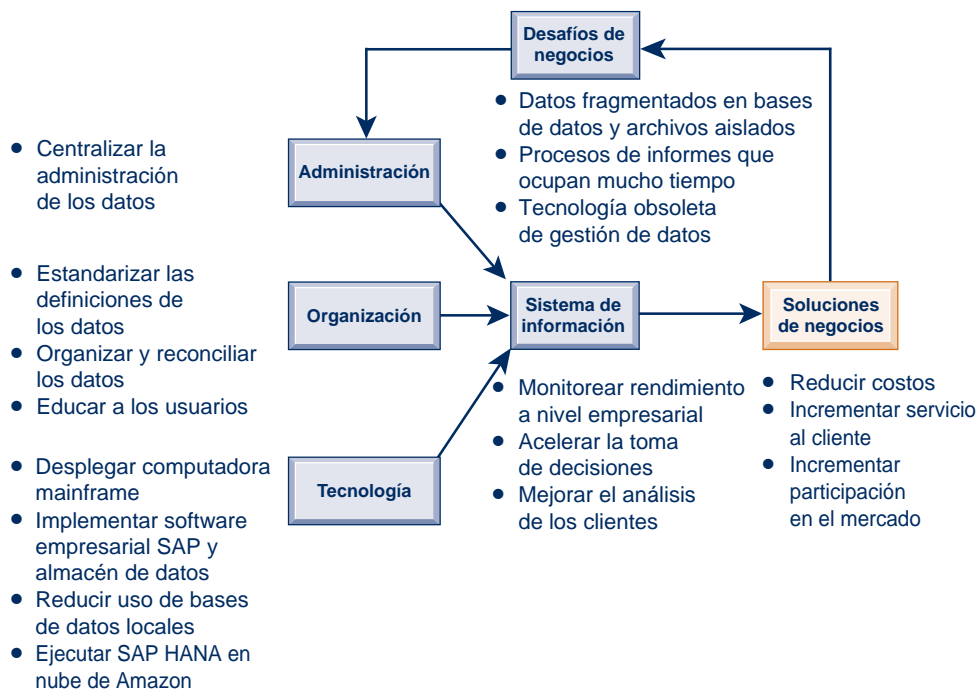 Desafíos de
negocios
• Datos fragmentados en bases
de datos y archivos aislados
• Procesos de informes que
ocupan mucho tiempo
• Tecnología obsoleta
de gestión de datos
• Centralizar la
administración
de los datos
Administración
• Estandarizar las
definiciones de
los datos
• Organizar y reconciliar
los datos
• Educar a los usuarios
Organización
Sistema de
información
Soluciones
de negocios
• Monitorear rendimiento
a nivel empresarial
• Acelerar la toma
de decisiones
• Mejorar el análisis
de los clientes
• Reducir costos
• Incrementar servicio
al cliente
• Incrementar
participación
en el mercado
• Desplegar computadora
mainframe
• Implementar software
empresarial SAP y
almacén de datos
• Reducir uso de bases
de datos locales
• Ejecutar SAP HANA en
nube de Amazon
Tecnología